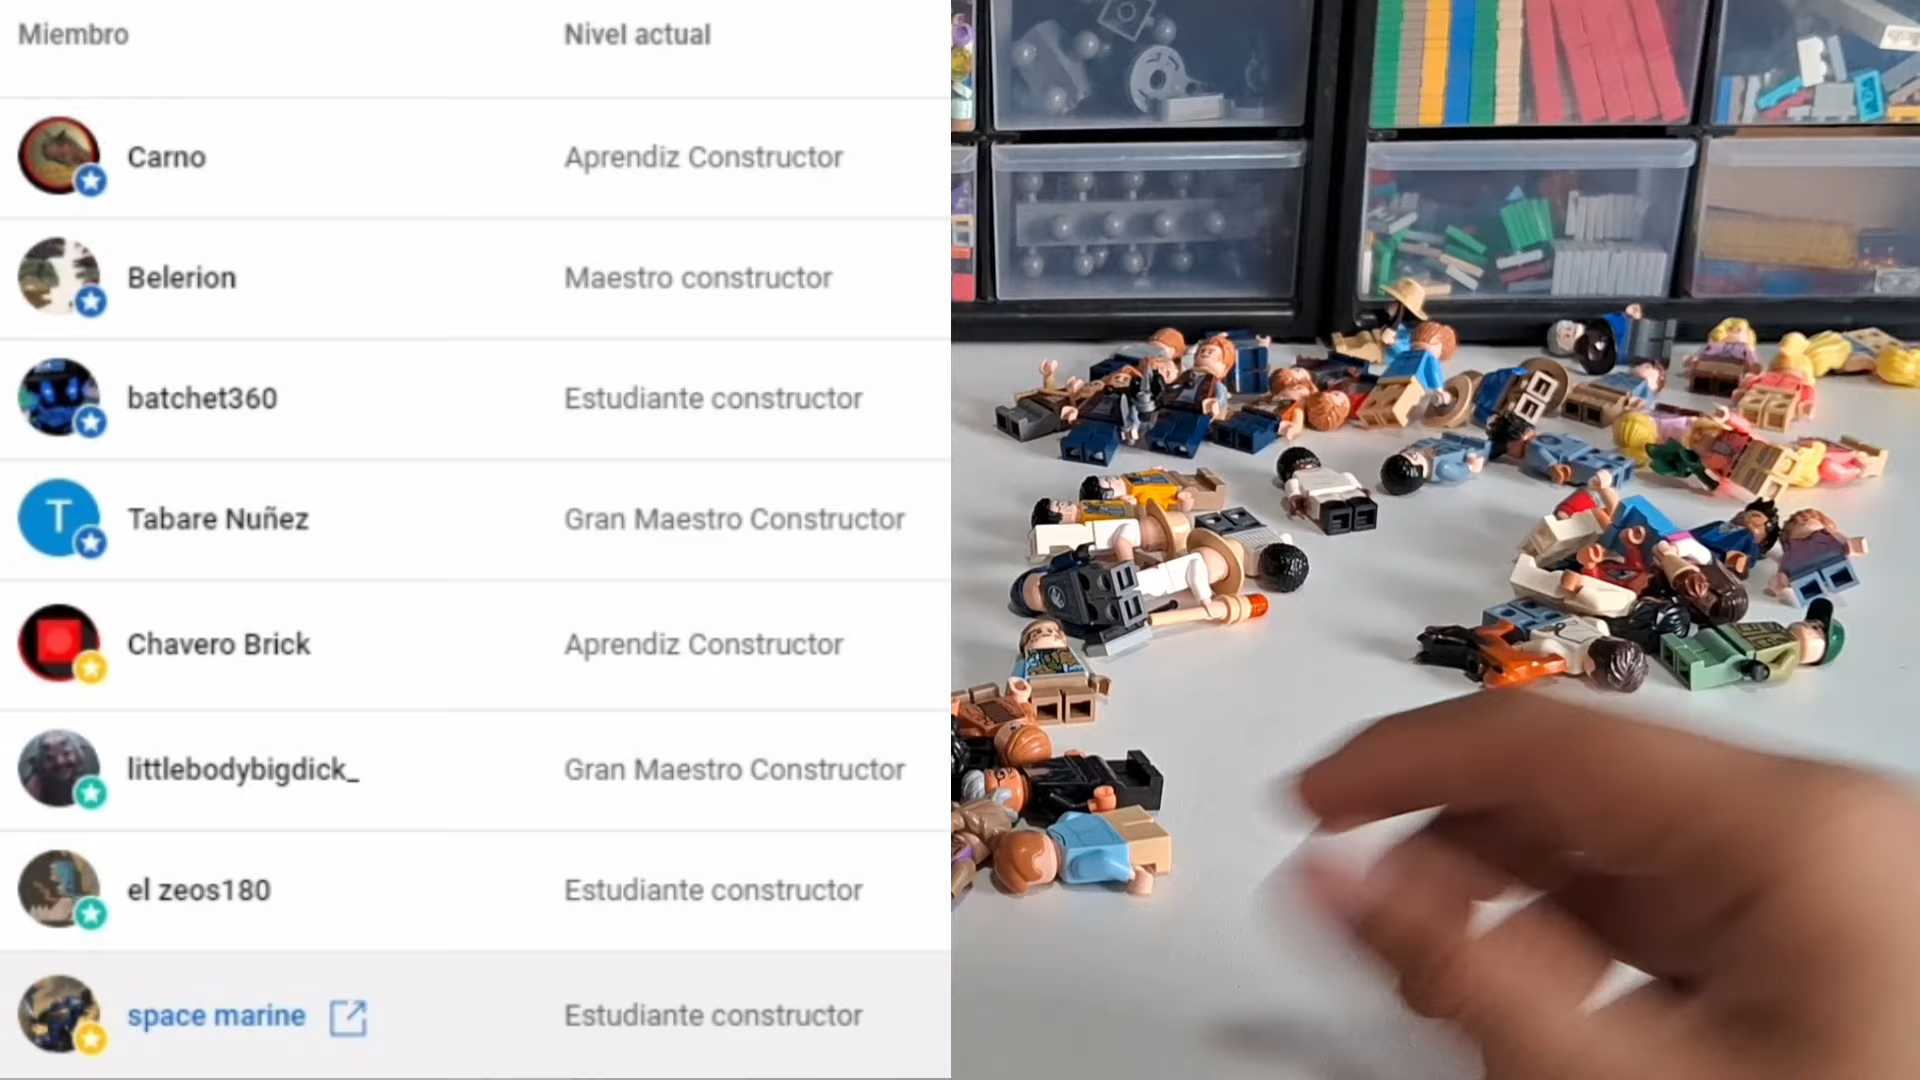 Miembro Nivel actual
Carno Aprendiz Constructor
Belerion Maestro constructor
batchet360 Estudiante constructor
T
Tabare Nuñez Gran Maestro Constructor
Chavero Brick Aprendiz Constructor
littlebodybigdick_ Gran Maestro Constructor
el zeos180 Estudiante constructor
space marine Estudiante constructor